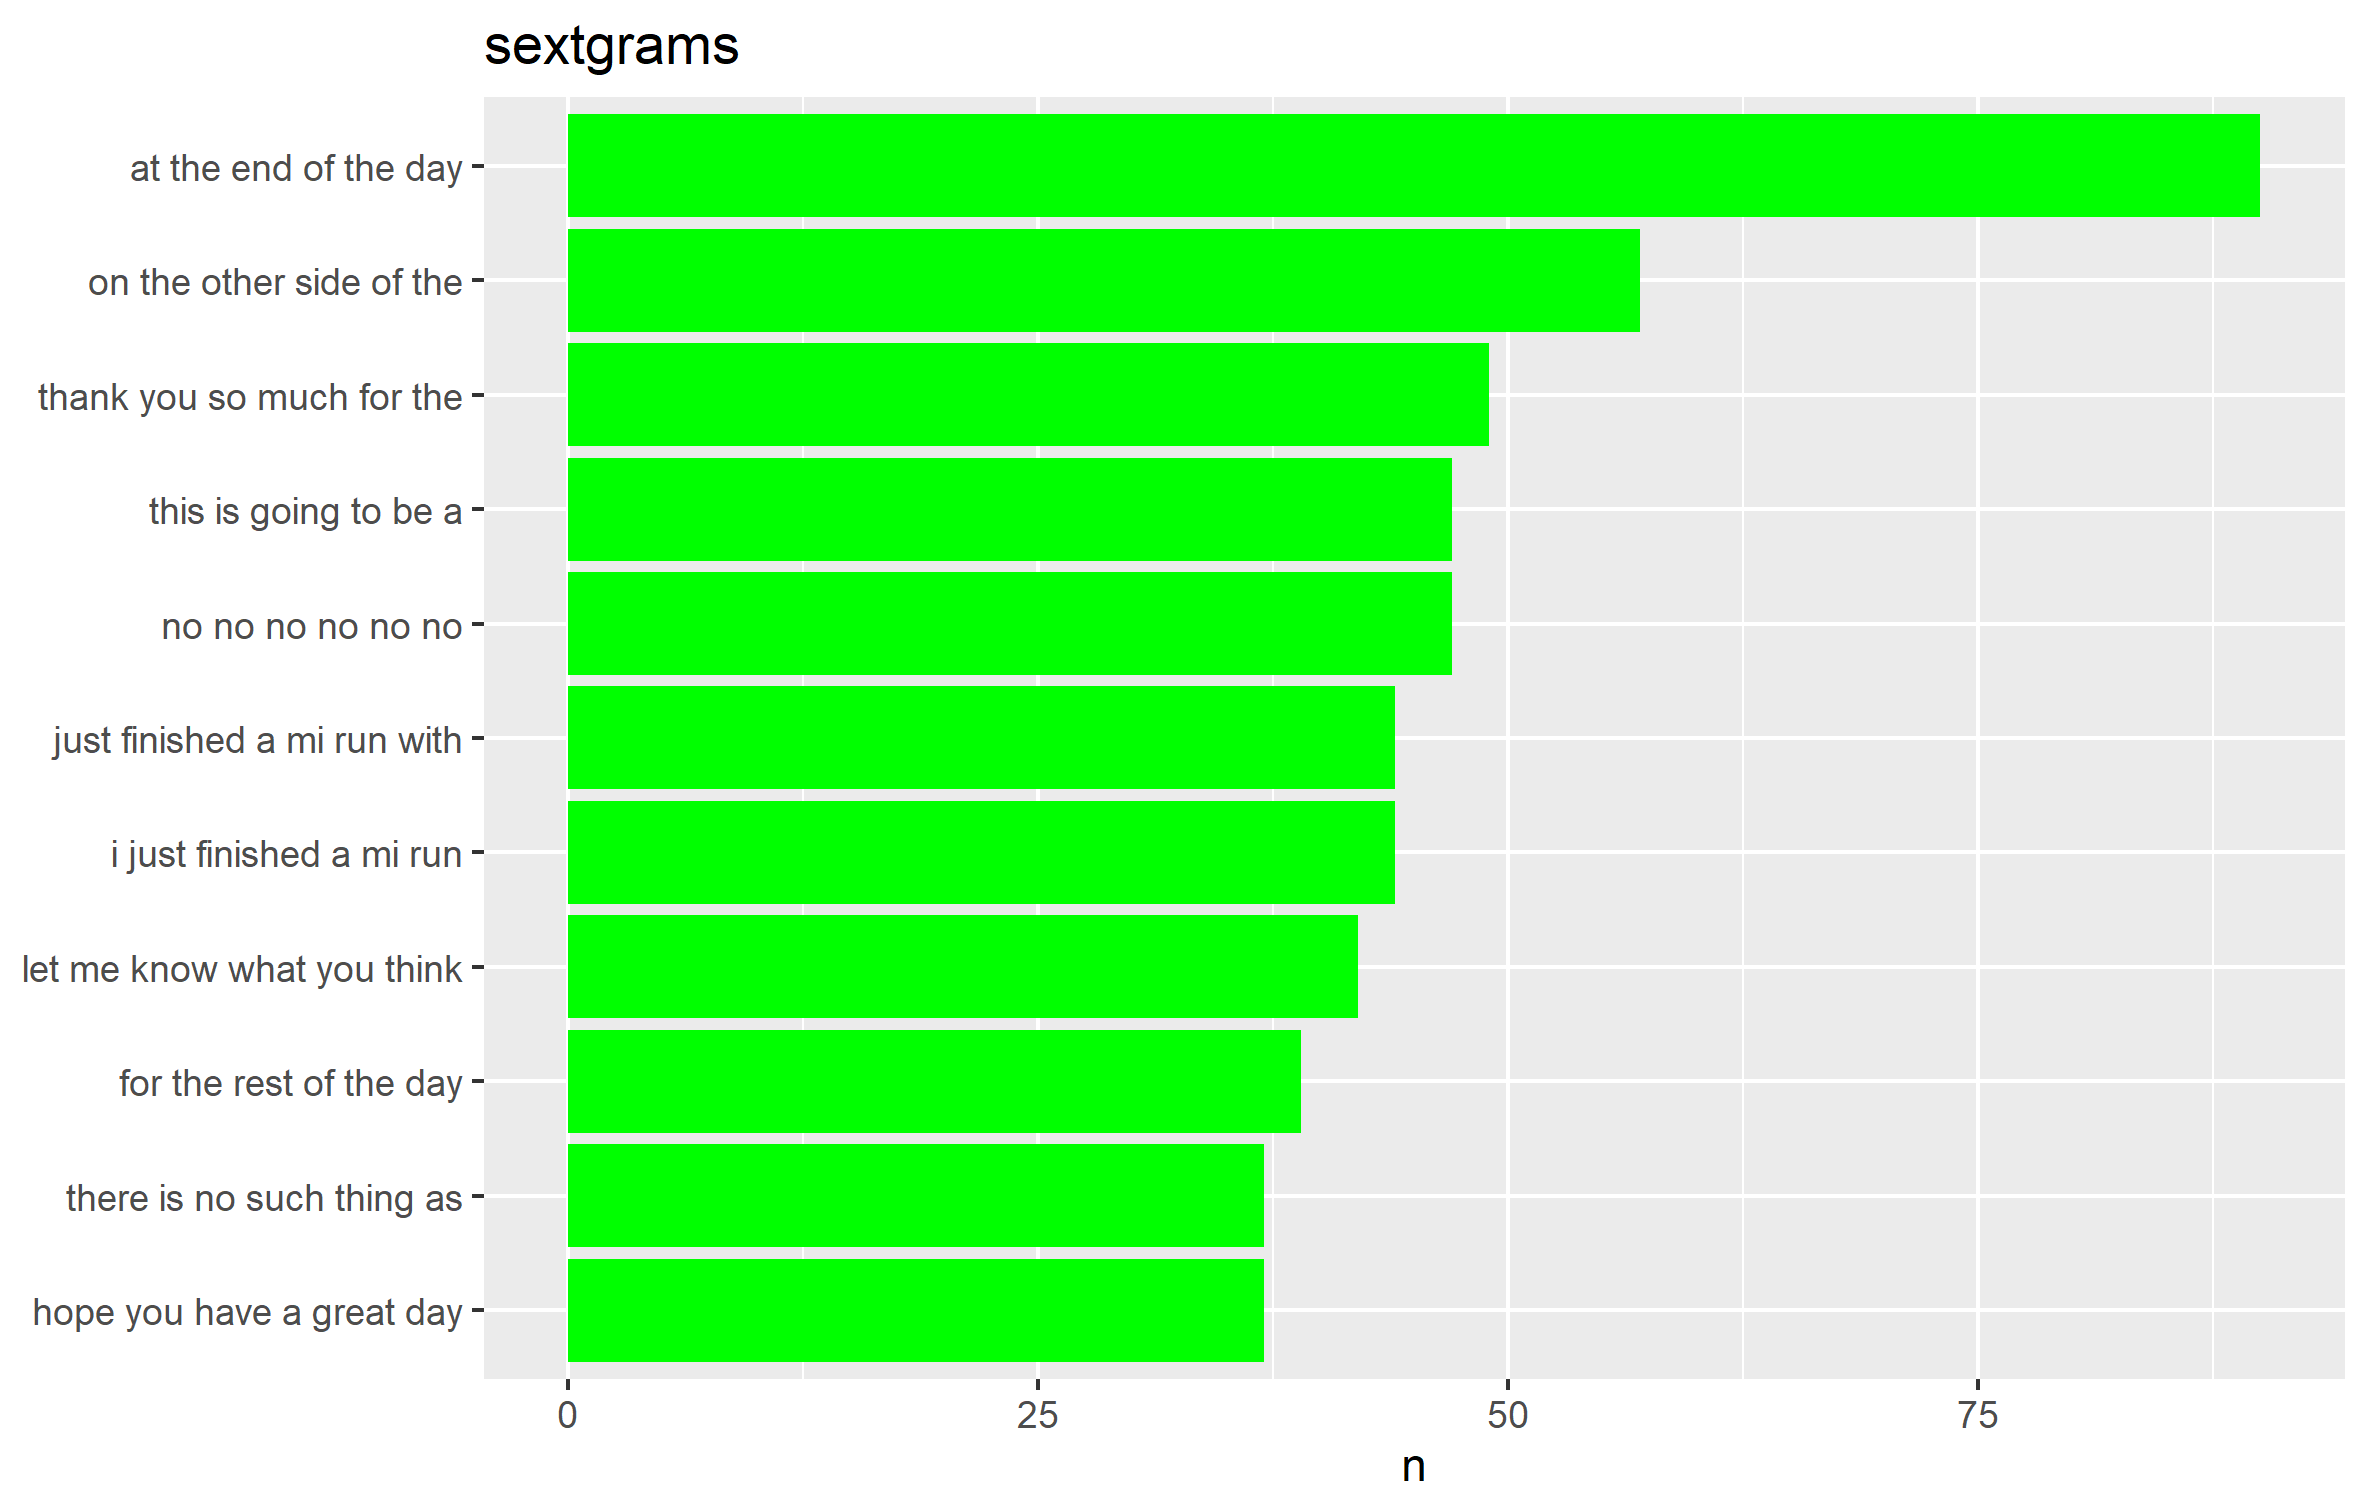 sextgrams
at the end of the day
on the other side of the
thank you so much for the
this is going to be a
no no no no no no
just finished a mi run with
i just finished a mi run
let me know what you think
for the rest of the day
there is no such thing as
hope you have a great day
0 25 50 75
n